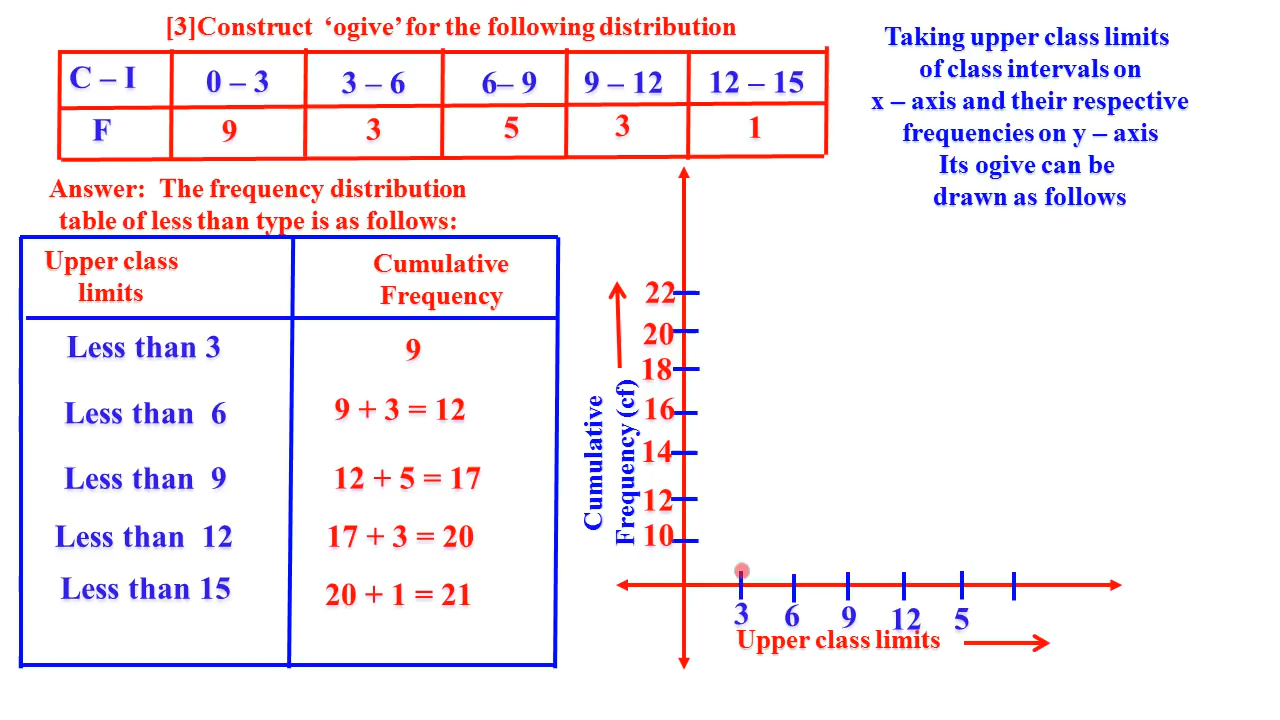 [3]Construct ‘ogive’ for the following distribution
C – I 0 – 3 3 – 6 6– 9 9 – 12 12 – 15
F 9 3 5 3 1
Taking upper class limits
of class intervals on
x – axis and their respective
frequencies on y – axis
Its ogive can be
drawn as follows
Answer: The frequency distribution
table of less than type is as follows:
Upper class
limits
Cumulative
Frequency
Less than 3 9
Less than 6 9 + 3 = 12
Less than 9 12 + 5 = 17
Less than 12 17 + 3 = 20
Less than 15 20 + 1 = 21
Cumulative
Frequency (cf)
22
20
18
16
14
12
10
3 6 9 12 5
Upper class limits